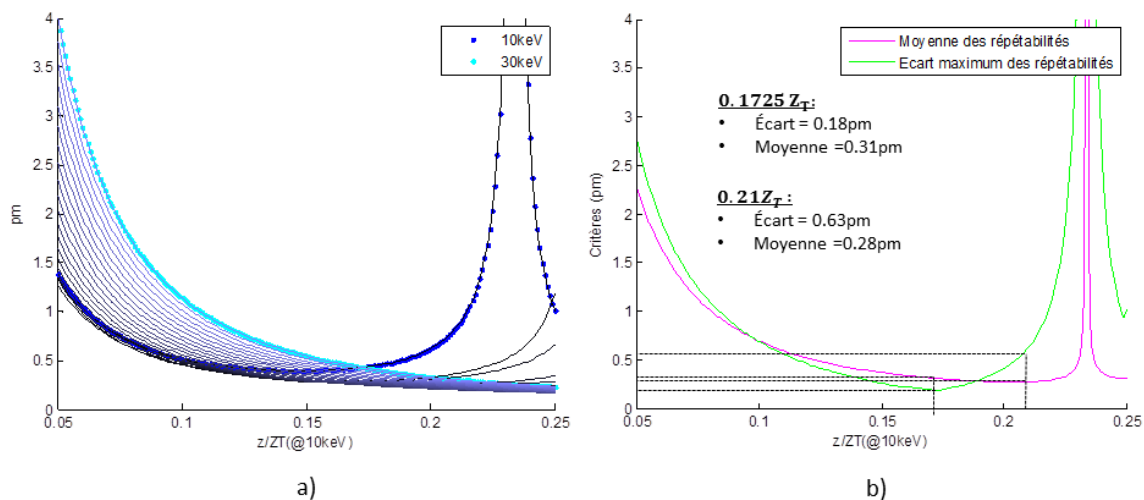 4
3.5
3
2.5
2
1.5
1
0.5
0
pm
0.05
0.1
0.15
0.2
0.25
z/ZT(@10keV)
10keV
30keV
a)
4
3.5
3
2.5
2
1.5
1
0.5
0
Critères (pm)
0.05
0.1
0.15
0.2
0.25
z/ZT(@10keV)
Moyenne des répétabilités
Ecart maximum des répétabilités
0.1725 Z_T:
• Écart = 0.18pm
• Moyenne =0.31pm
0.21Z_T :
• Écart = 0.63pm
• Moyenne =0.28pm
b)